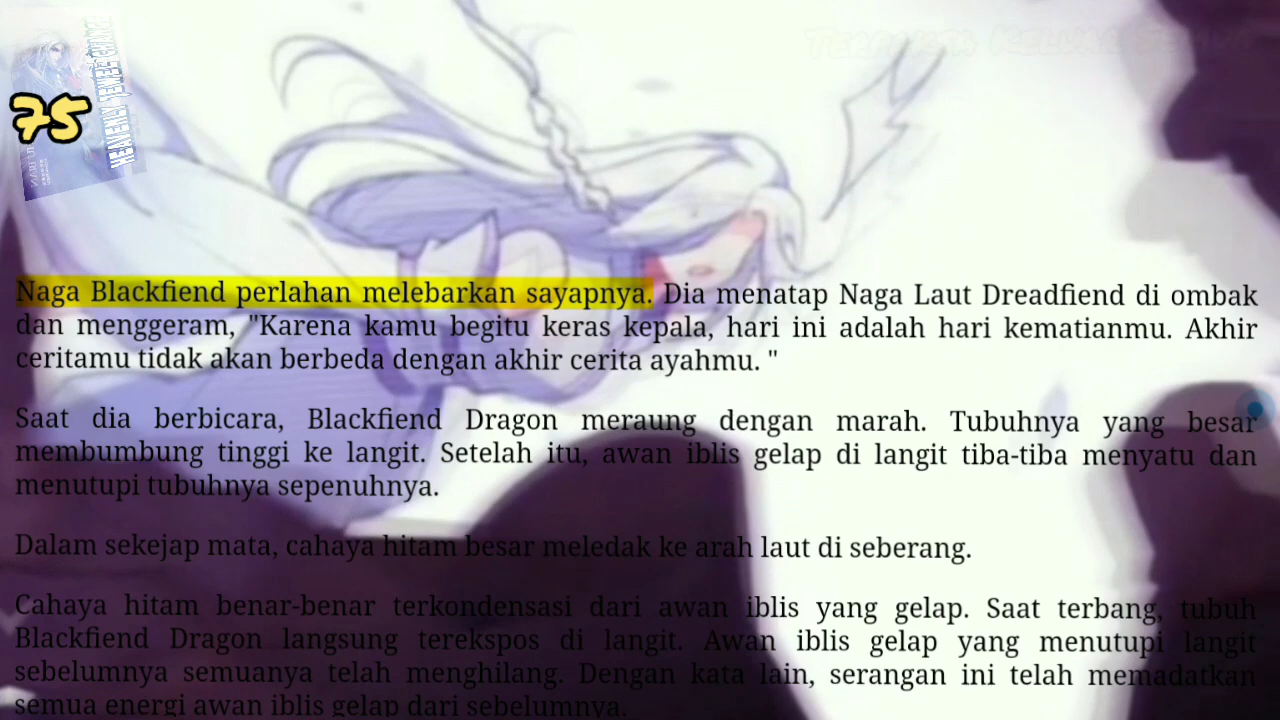 75
HEAVENLY JEWEL CHANGE
Naga Blackfiend perlahan melebarkan sayapnya. Dia menatap Naga Laut Dreadfiend di ombak
dan menggeram, "Karena kamu begitu keras kepala, hari ini adalah hari kematianmu. Akhir
ceritamu tidak akan berbeda dengan akhir cerita ayahmu. "
Saat dia berbicara, Blackfiend Dragon meraung dengan marah. Tubuhnya yang besar
membumbung tinggi ke langit. Setelah itu, awan iblis gelap di langit tiba-tiba menyatu dan
menutupi tubuhnya sepenuhnya.
Dalam sekejap mata, cahaya hitam besar meledak ke arah laut di seberang.
Cahaya hitam benar-benar terkondensasi dari awan iblis yang gelap. Saat terbang, tubuh
Blackfiend Dragon langsung terekspos di langit. Awan iblis gelap yang menutupi langit
sebelumnya semuanya telah menghilang. Dengan kata lain, serangan ini telah memadatkan
semua energi awan iblis gelap dari sebelumnya.